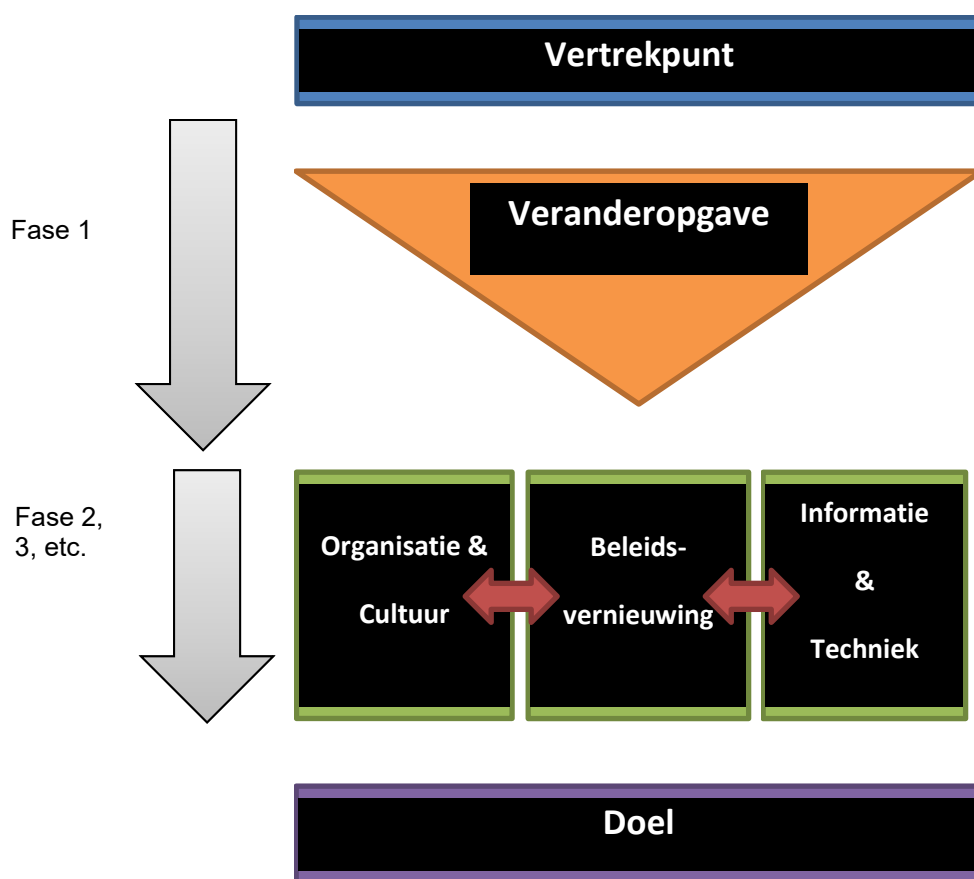 Vertrekpunt
Fase 1
Veranderopgave
Fase 2,
3, etc.
Organisatie &
Cultuur
Beleids-
vernieuwing
Informatie
&
Techniek
Doel